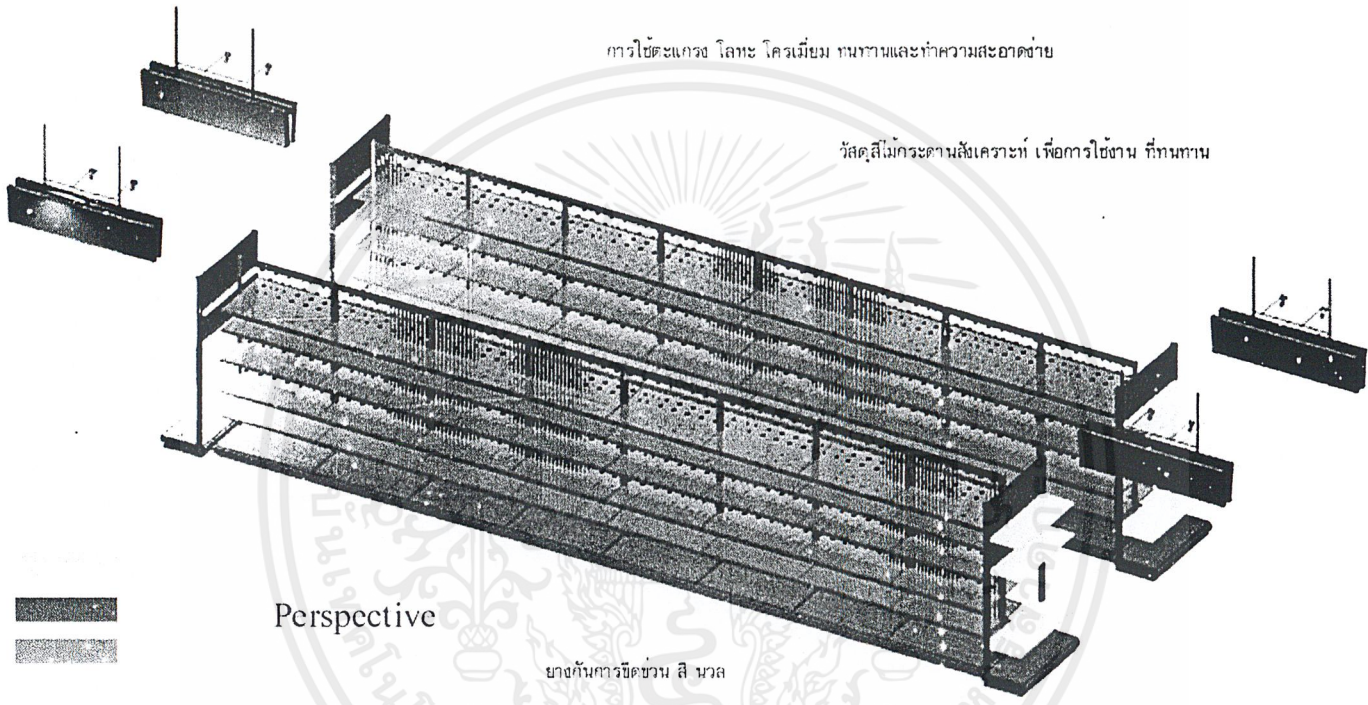 การใช้ตะแกรง โลหะ โครเมี่ยม ทนทานและทำความสะอาดง่าย
วัสดุสีไม้กระดานสังเคราะห์ เพื่อการใช้งาน ที่ทนทาน
Perspective
ยางกันการขีดข่วน สี นวล